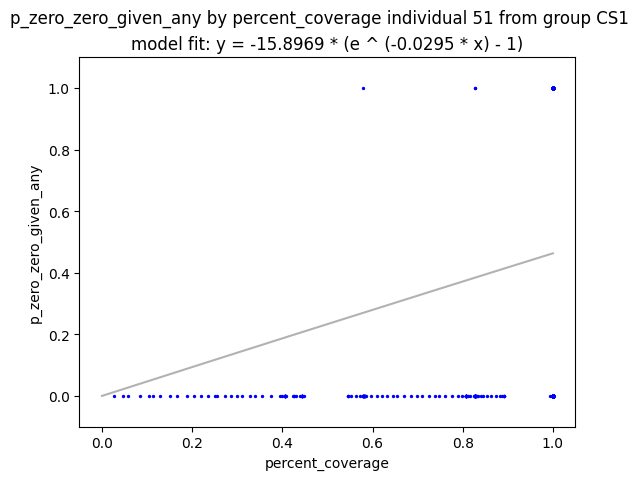 p_zero_zero_given_any by percent_coverage individual 51 from group CS1
model fit: y = -15.8969 * (e ^ (-0.0295 * x) - 1)
1.0
0.8
0.6
0.4
0.2
0.0
p_zero_zero_given_any
0.0 0.2 0.4 0.6 0.8 1.0
percent_coverage